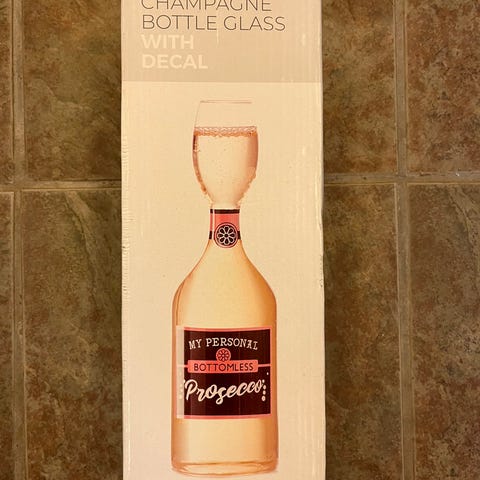 CHAMPAGNE
BOTTLE GLASS
WITH
DECAL
MY PERSONAL
BOTTOMLESS
Prosecco